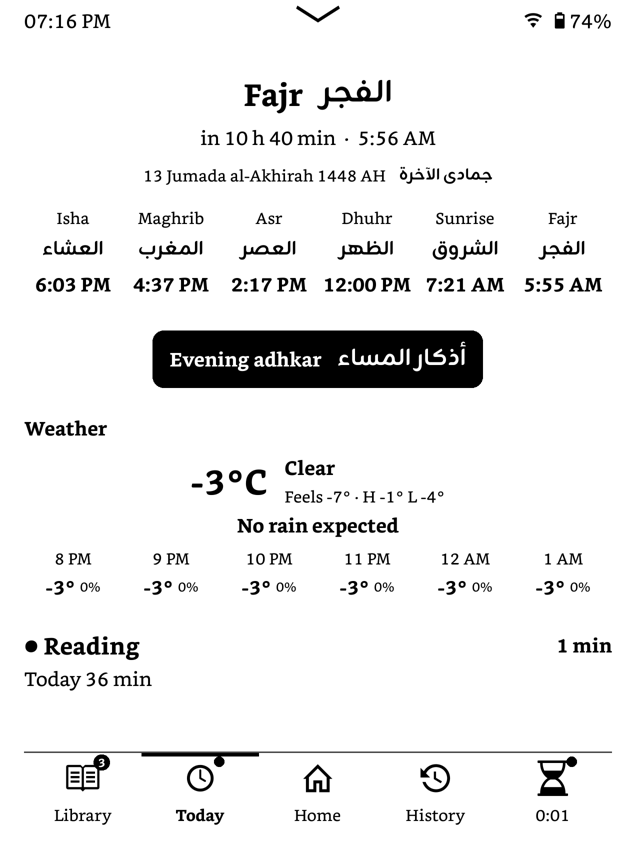 07:16 PM 74%
Fajr الفجر
in 10 h 40 min · 5:56 AM
13 Jumada al-Akhirah 1448 AH جمادى الآخرة
Isha Maghrib Asr Dhuhr Sunrise Fajr
العشاء المغرب العصر الظهر الشروق الفجر
6:03 PM 4:37 PM 2:17 PM 12:00 PM 7:21 AM 5:55 AM
Evening adhkar أذكار المساء
Weather
-3°C Clear
Feels -7° · H -1° L -4°
No rain expected
8 PM 9 PM 10 PM 11 PM 12 AM 1 AM
-3° 0% -3° 0% -3° 0% -3° 0% -3° 0% -3° 0%
● Reading 1 min
Today 36 min
3
Library Today Home History 0:01